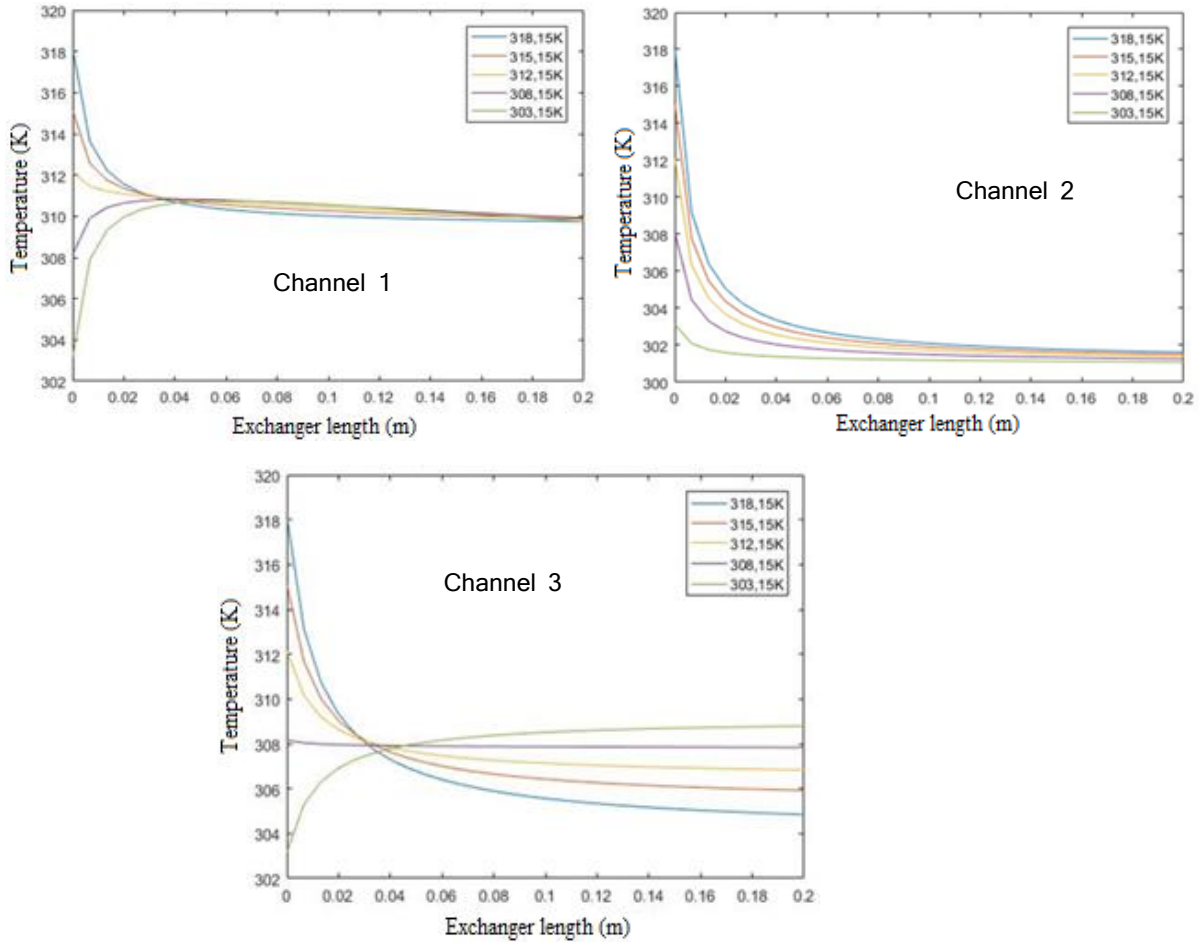 320
318
316
314
312
310
308
306
304
302
Temperature (K)
318,15K
315,15K
312,15K
308,15K
303,15K
Channel 1
0 0.02 0.04 0.06 0.08 0.1 0.12 0.14 0.16 0.18 0.2
Exchanger length (m)
320
318
316
314
312
310
308
306
304
302
300
Temperature (K)
318,15K
315,15K
312,15K
308,15K
303,15K
Channel 2
0 0.02 0.04 0.06 0.08 0.1 0.12 0.14 0.16 0.18 0.2
Exchanger length (m)
320
318
316
314
312
310
308
306
304
302
Temperature (K)
318,15K
315,15K
312,15K
308,15K
303,15K
Channel 3
0 0.02 0.04 0.06 0.08 0.1 0.12 0.14 0.16 0.18 0.2
Exchanger length (m)